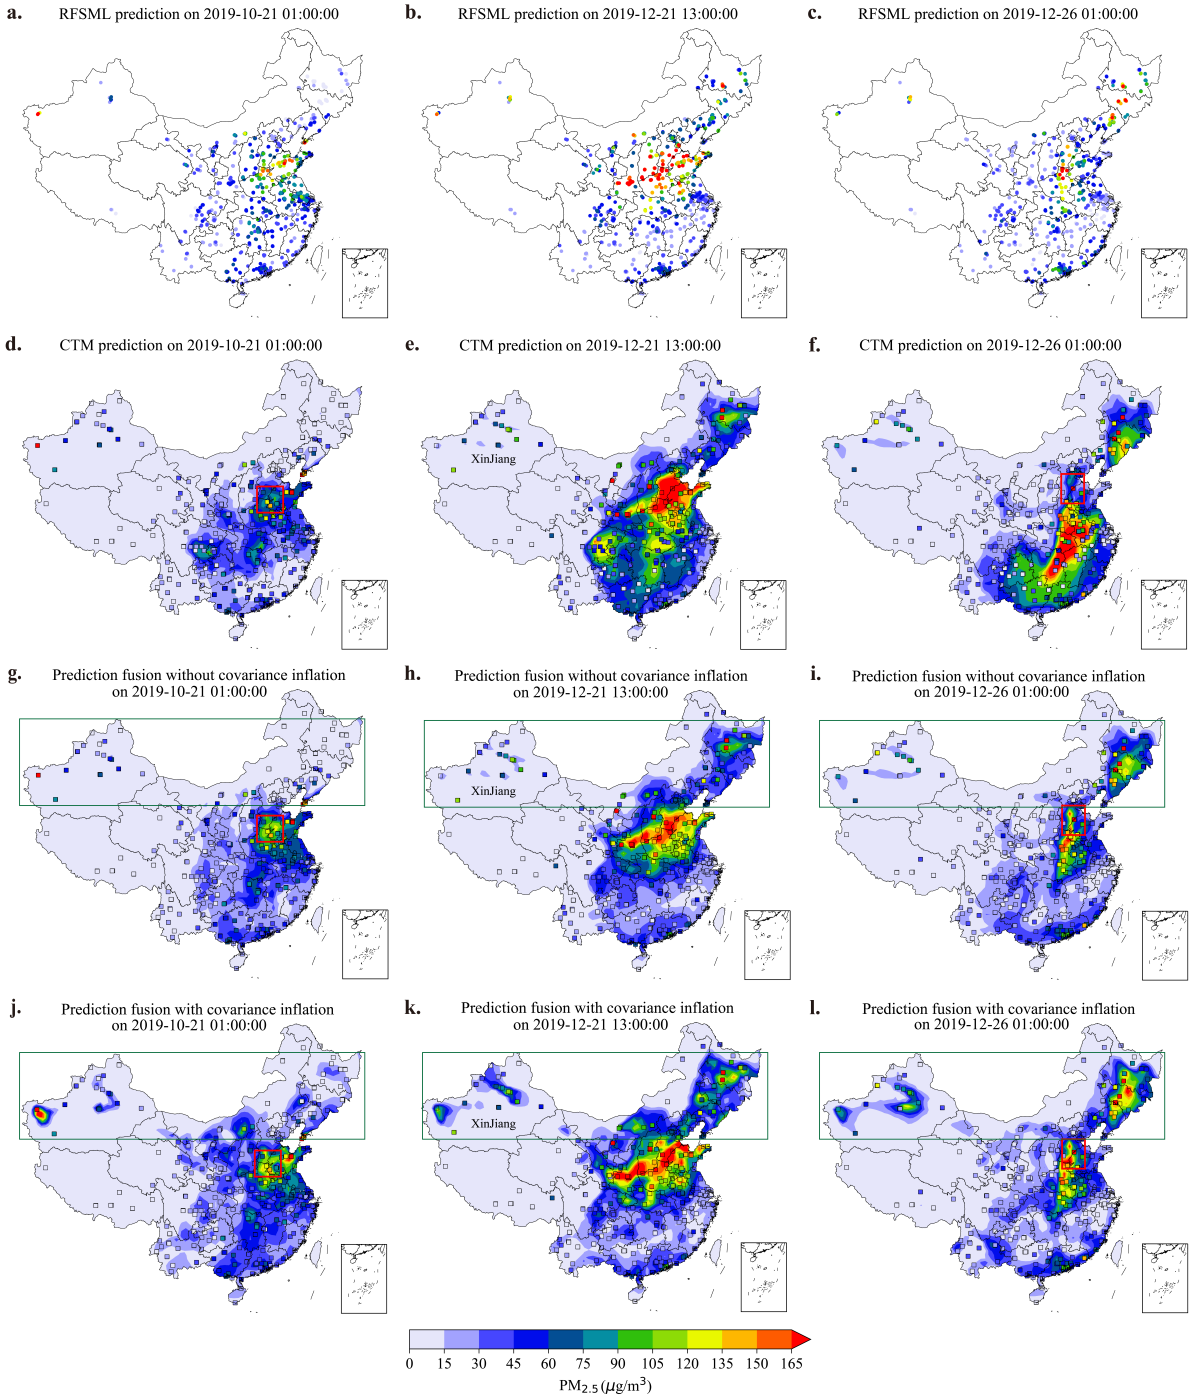 a. RFSML prediction on 2019-10-21 01:00:00
b. RFSML prediction on 2019-12-21 13:00:00
c. RFSML prediction on 2019-12-26 01:00:00
d. CTM prediction on 2019-10-21 01:00:00
e. CTM prediction on 2019-12-21 13:00:00
f. CTM prediction on 2019-12-26 01:00:00
XinJiang
g. Prediction fusion without covariance inflation
on 2019-10-21 01:00:00
h. Prediction fusion without covariance inflation
on 2019-12-21 13:00:00
i. Prediction fusion without covariance inflation
on 2019-12-26 01:00:00
XinJiang
j. Prediction fusion with covariance inflation
on 2019-10-21 01:00:00
k. Prediction fusion with covariance inflation
on 2019-12-21 13:00:00
l. Prediction fusion with covariance inflation
on 2019-12-26 01:00:00
XinJiang
0 15 30 45 60 75 90 105 120 135 150 165
PM2.5 (μg/m³)